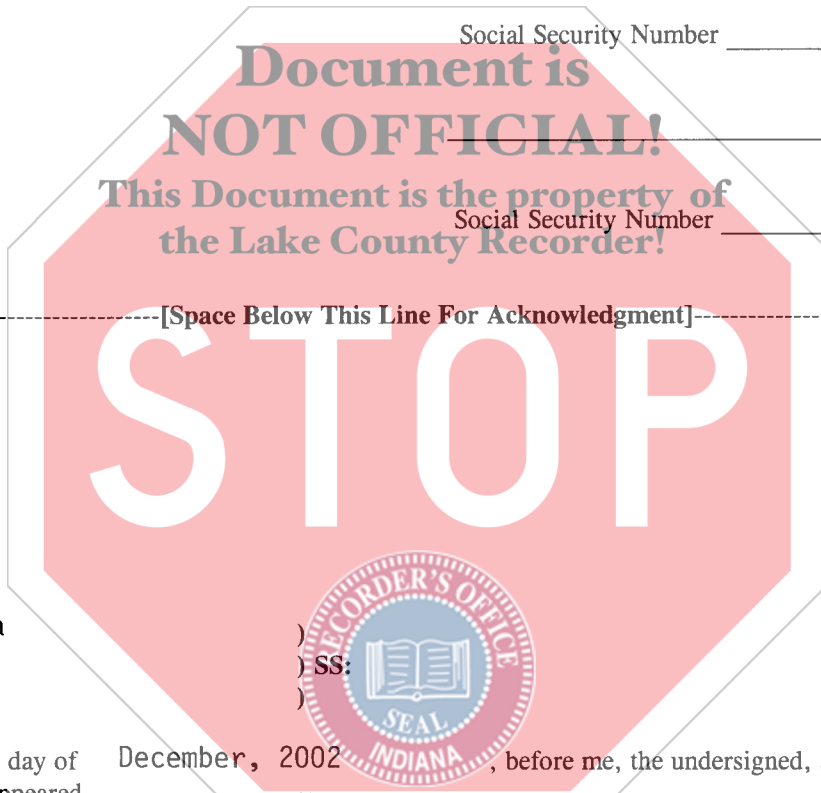 Social Security Number
Document is
NOT OFFICIAL!
This Document is the property of
Social Security Number
the Lake County Recorder!
[Space Below This Line For Acknowledgment]
STOP
RECORDER'S OFFICE
a )
) SS:
)
SEAL
INDIANA
day of December, 2002 , before me, the undersigned,
appeared